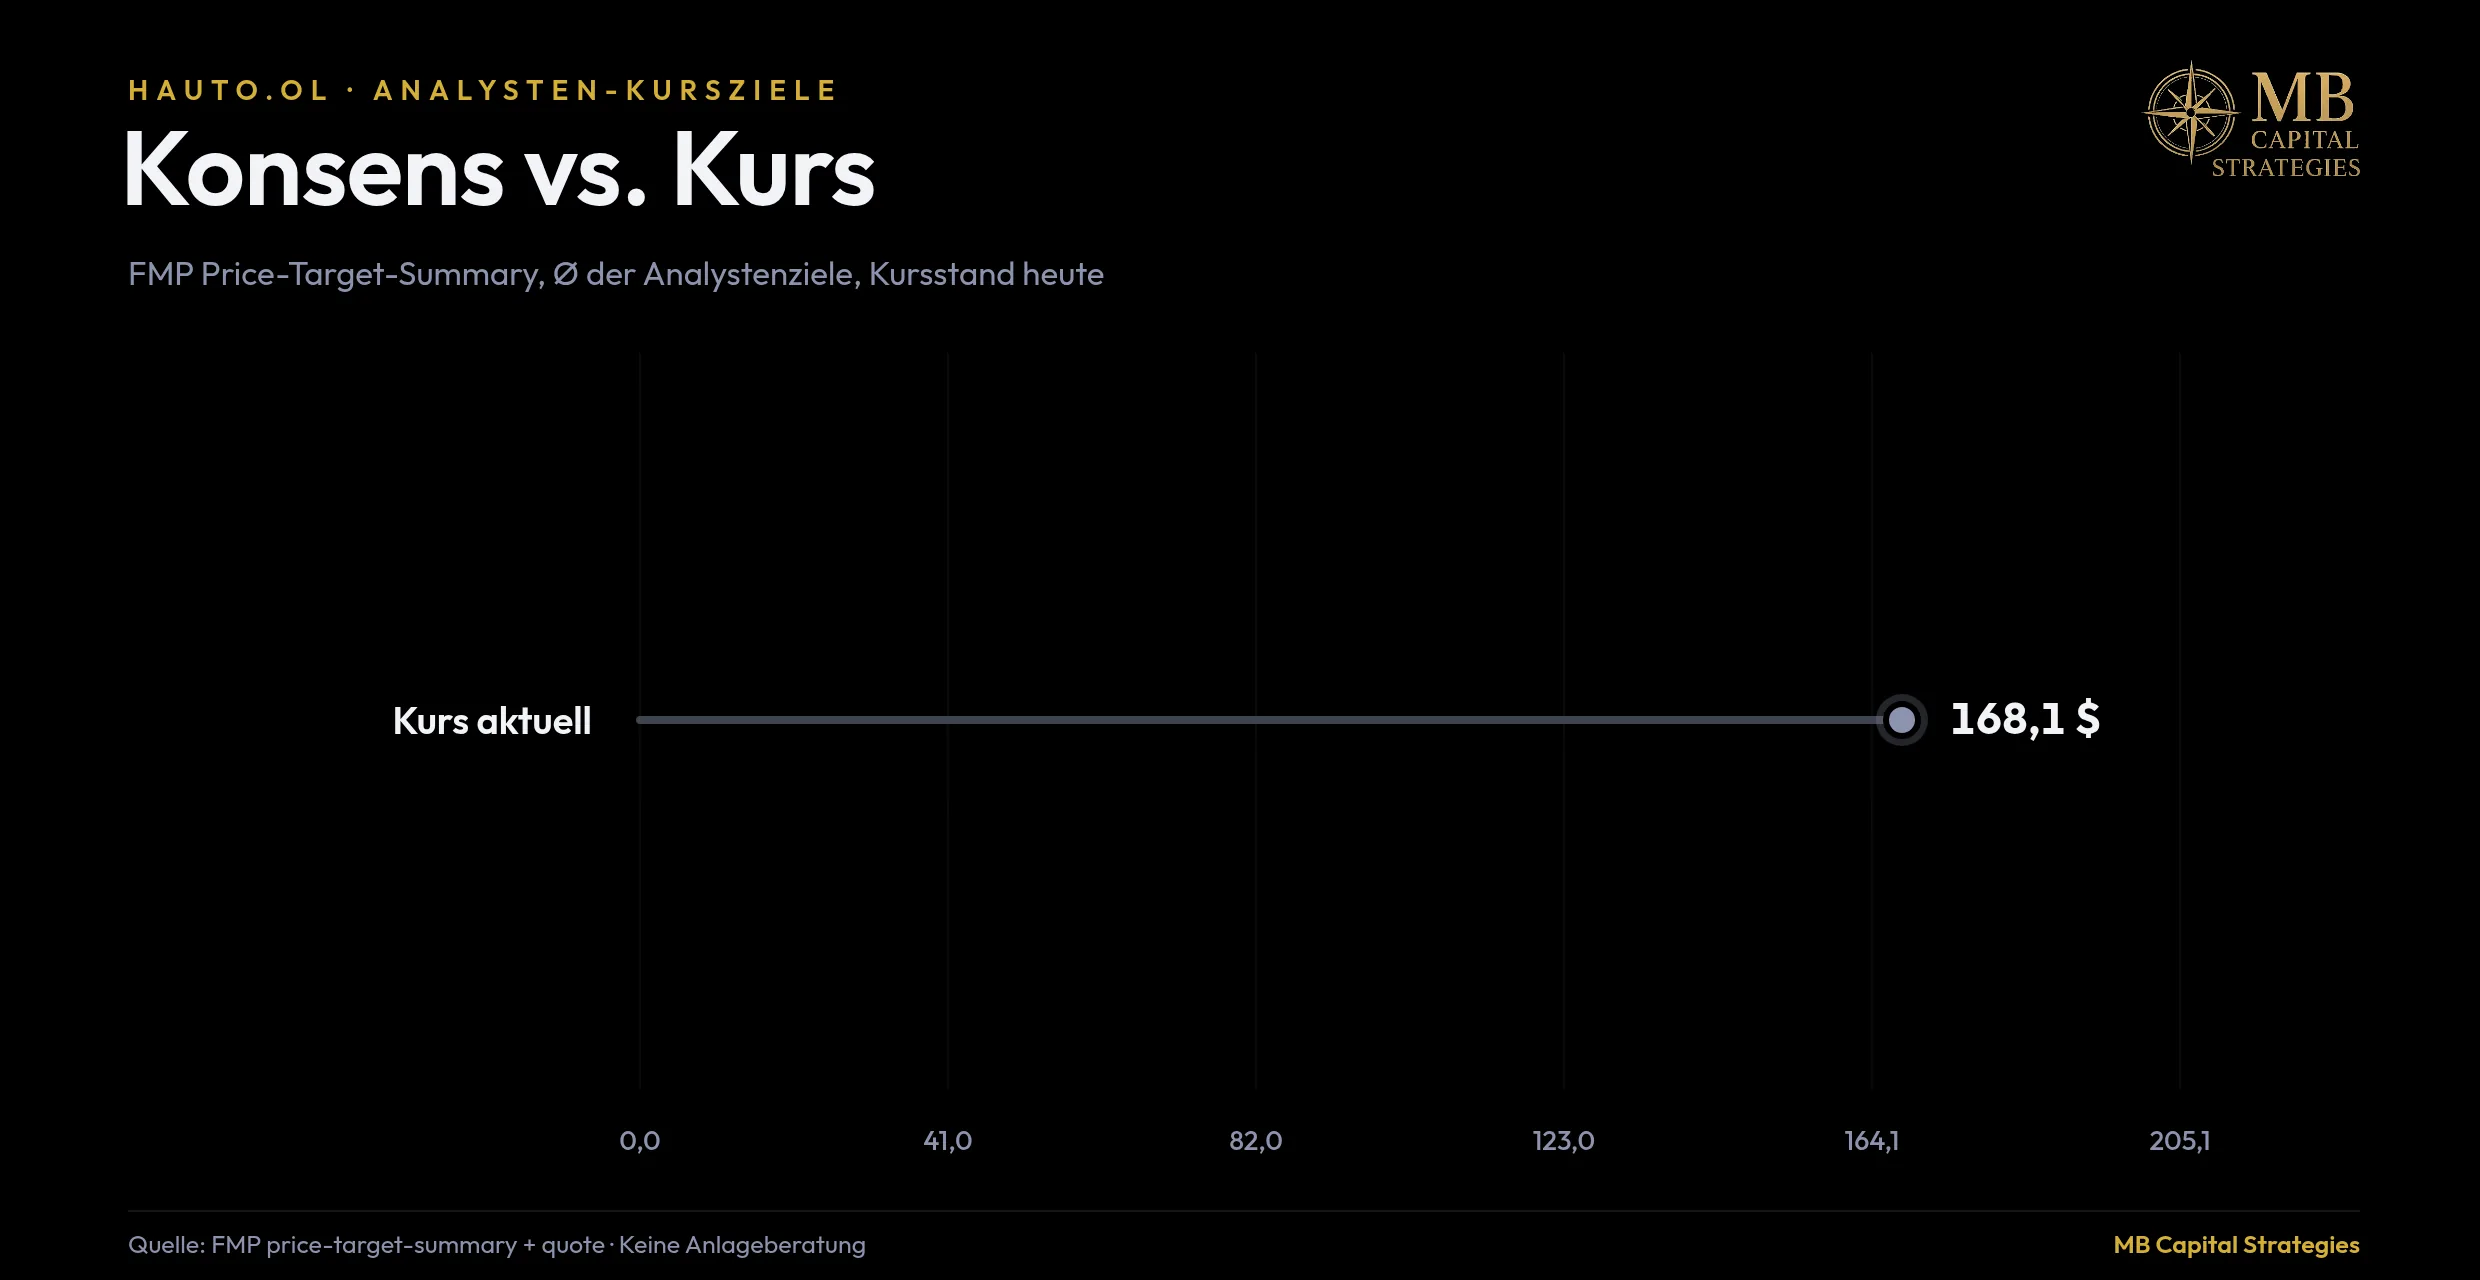 HAUTO.OL · ANALYSTEN-KURSZIELE
MB
CAPITAL
STRATEGIES
Konsens vs. Kurs
FMP Price-Target-Summary, Ø der Analystenziele, Kursstand heute
Kurs aktuell
168,1 $
0,0 41,0 82,0 123,0 164,1 205,1
Quelle: FMP price-target-summary + quote · Keine Anlageberatung
MB Capital Strategies